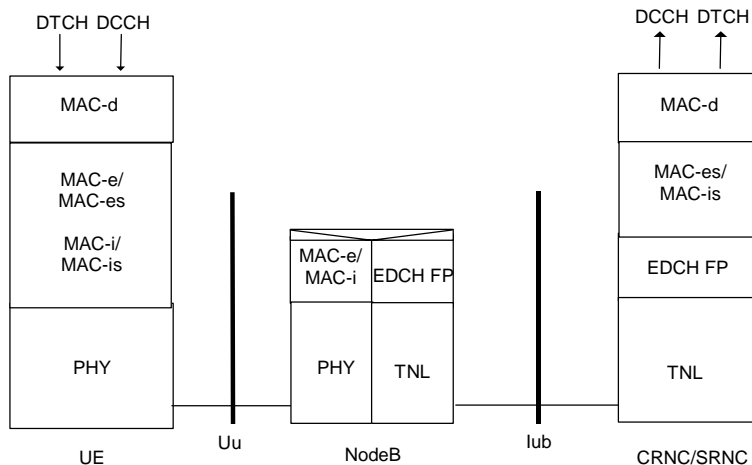 DTCH DCCH
DCCH DTCH
MAC-d
MAC-d
MAC-e/
MAC-es
MAC-i/
MAC-is
MAC-es/
MAC-is
MAC-e/
MAC-i
EDCH FP
EDCH FP
PHY
PHY
TNL
TNL
UE
Uu
NodeB
Iub
CRNC/SRNC